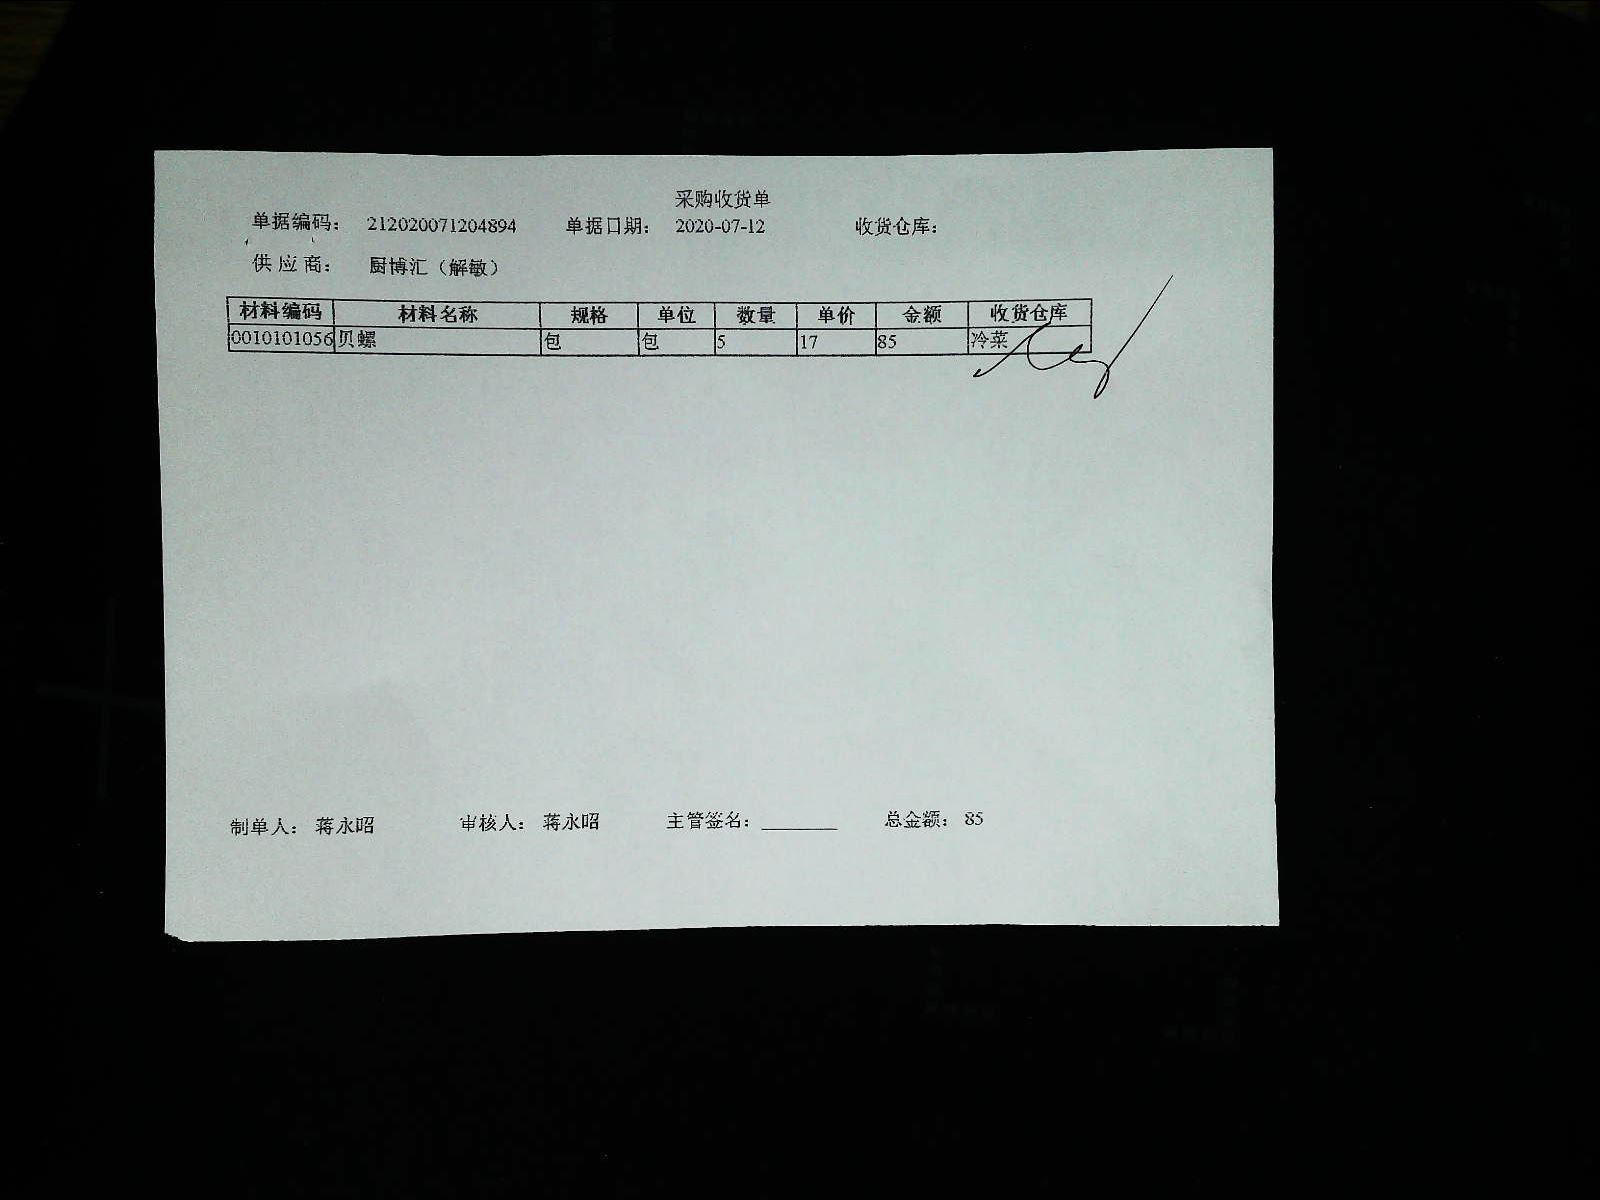 采购收货单
单据编码： 212020071204894 单据日期： 2020-07-12 收货仓库：
供应商： 厨博汇（解敏）
材料编码 材料名称 规格 单位 数量 单价 金额 收货仓库
0010101056 贝螺 包 包 5 17 85 冷菜
制单人： 蒋永昭 审核人： 蒋永昭 主管签名：________ 总金额： 85